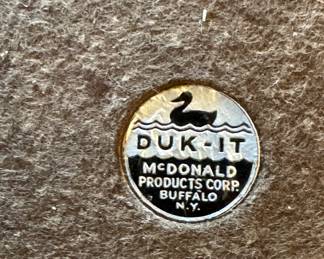 DUK-IT
McDONALD
PRODUCTS CORP.
BUFFALO
N.Y.